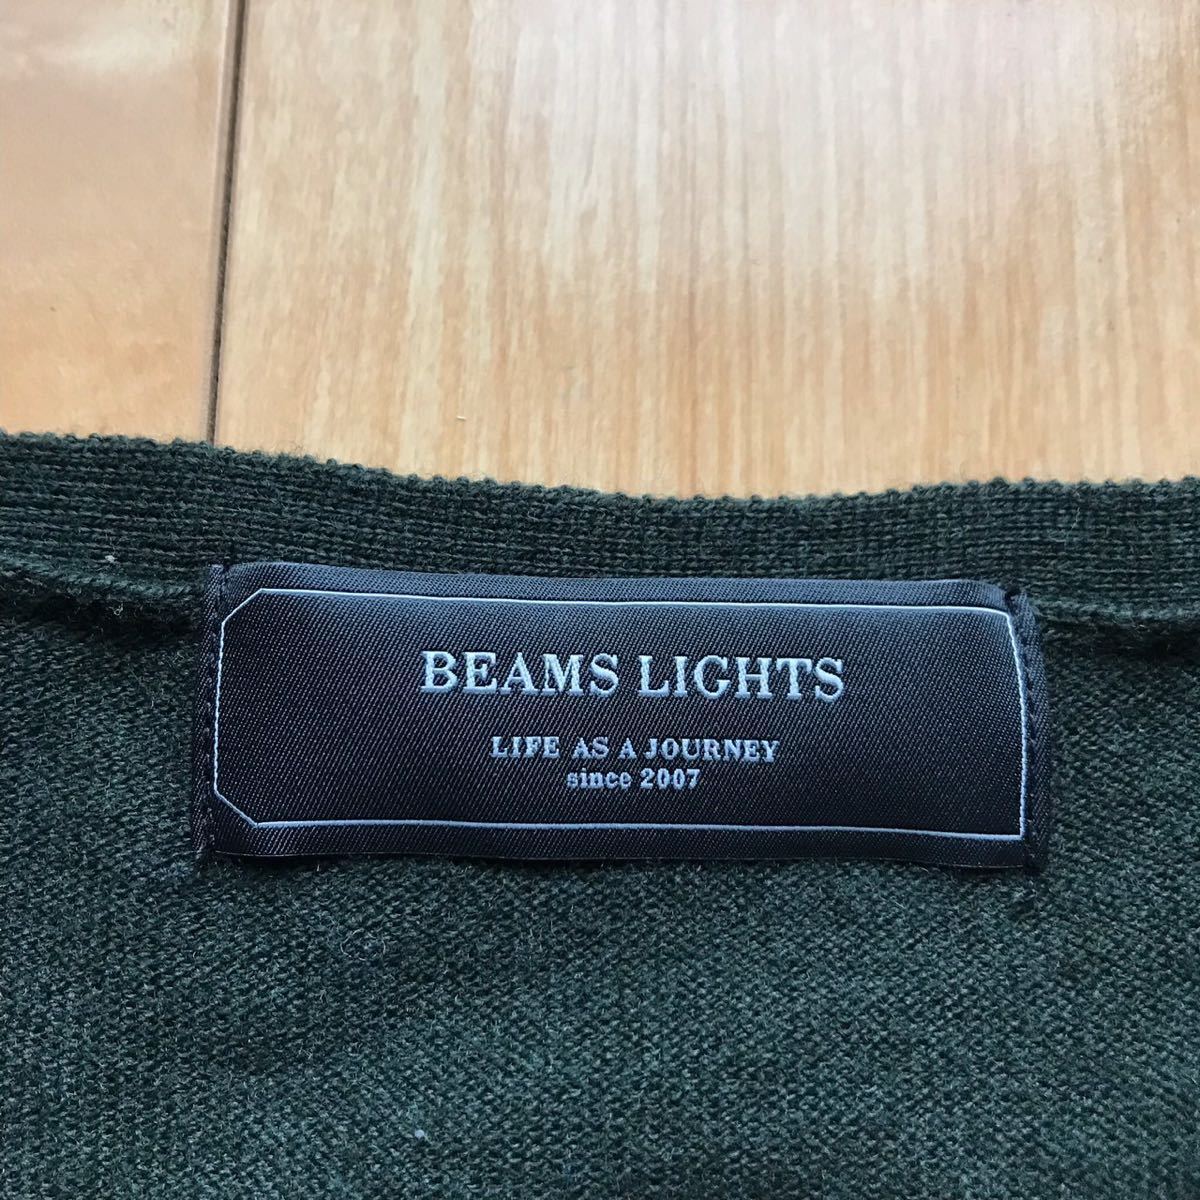 BEAMS LIGHTS
LIFE AS A JOURNEY
since 2007